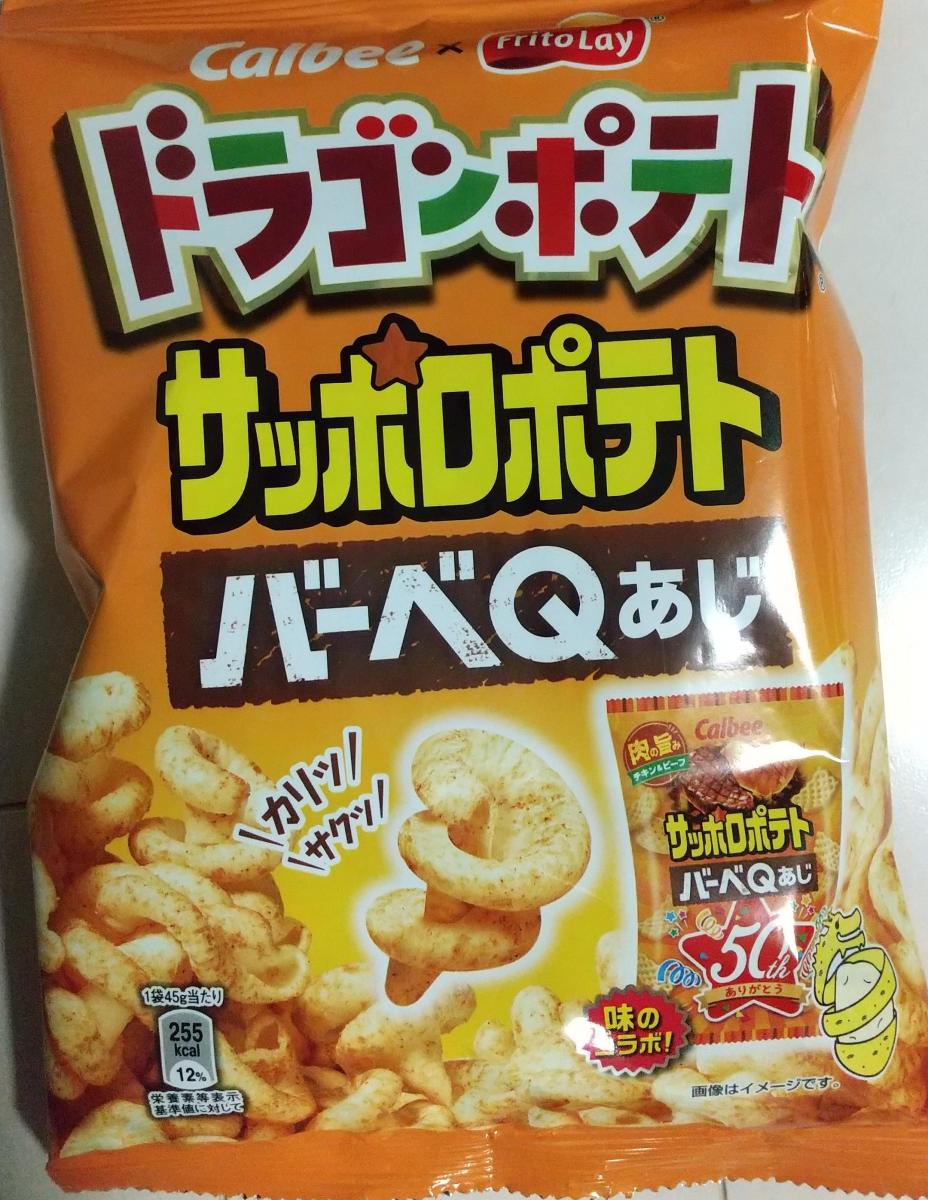 Calbee × Frito Lay®
ドラゴンポテト®
サッポロポテト
バーベQあじ
カリッ
サクッ
肉の旨み
チキン&ビーフ
Calbee
サッポロポテト
バーベQあじ
50th
ありがとう
味の
コラボ!
1袋45g当たり
255
kcal
12%
栄養素等表示
基準値に対して
画像はイメージです。